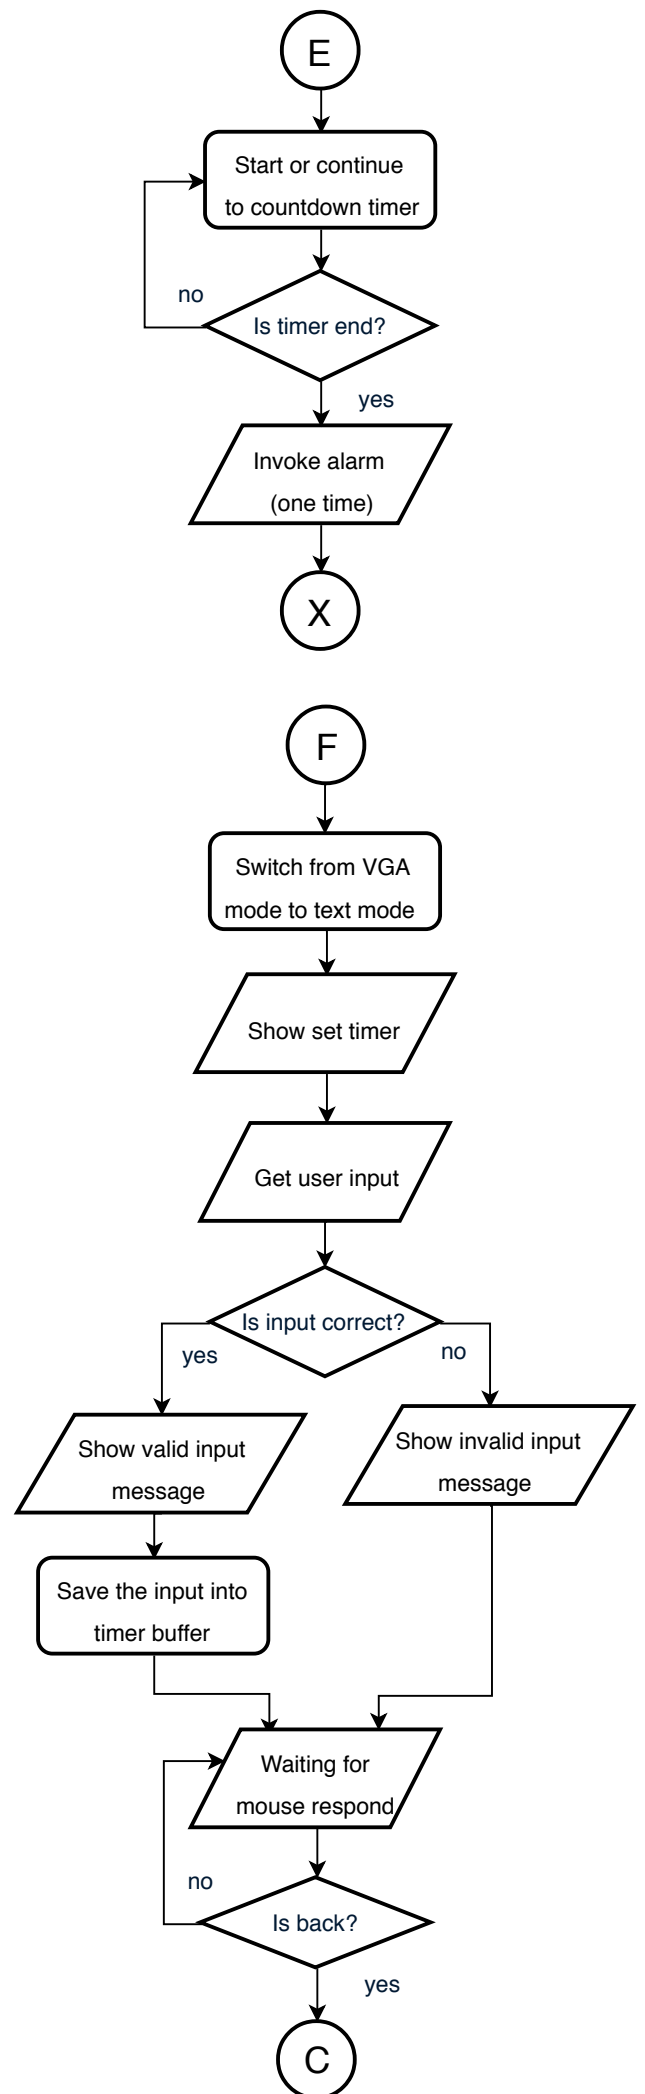 E
Start or continue
to countdown timer
no
Is timer end?
yes
Invoke alarm
(one time)
X
F
Switch from VGA
mode to text mode
Show set timer
Get user input
Is input correct?
yes
no
Show valid input
message
Show invalid input
message
Save the input into
timer buffer
Waiting for
mouse respond
no
Is back?
yes
C